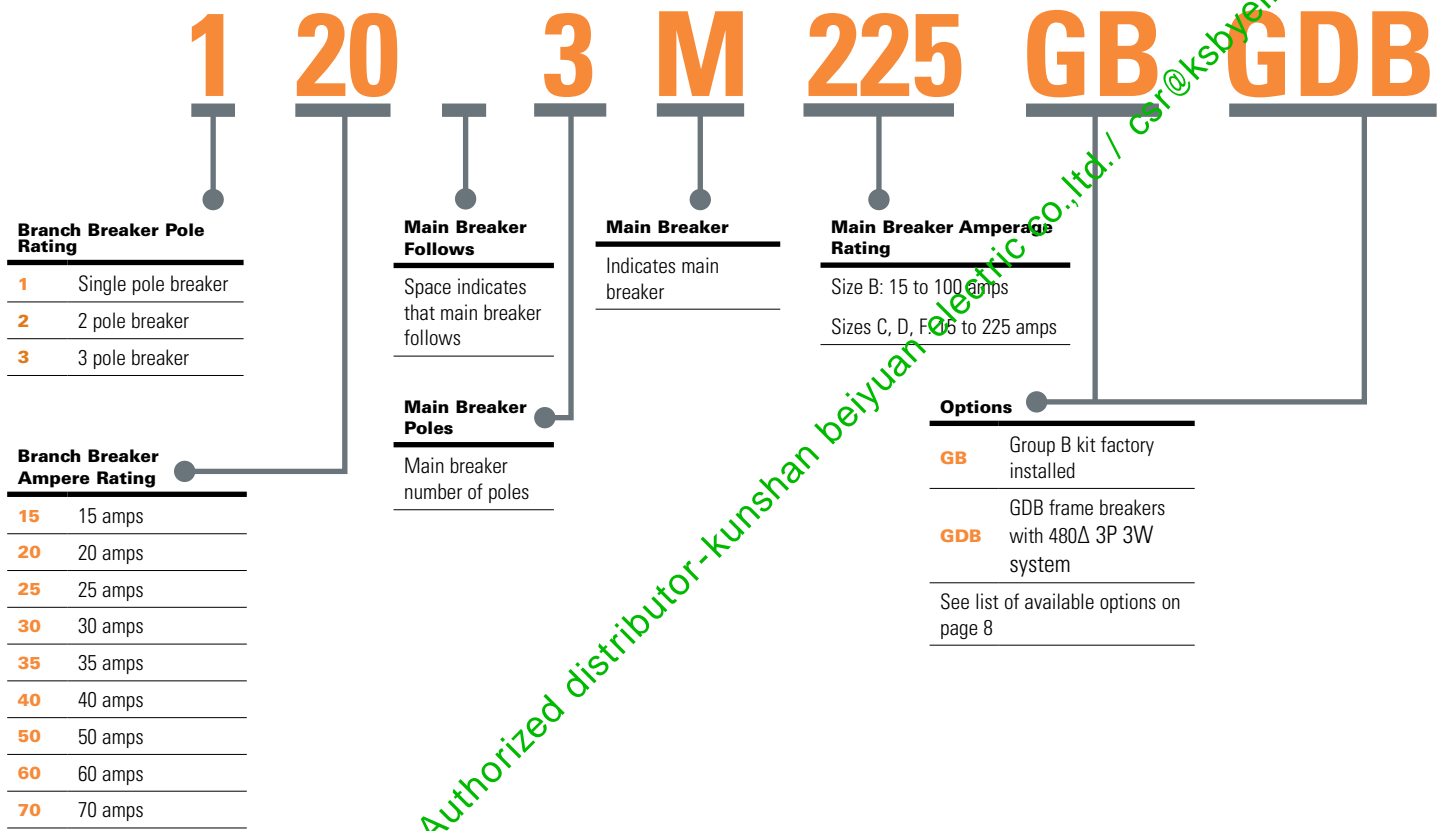 1 20 3 M 225 GB GDB
Branch Breaker Pole
Rating
1 Single pole breaker
2 2 pole breaker
3 3 pole breaker
Branch Breaker
Ampere Rating
15 15 amps
20 20 amps
25 25 amps
30 30 amps
35 35 amps
40 40 amps
50 50 amps
60 60 amps
70 70 amps
Main Breaker
Follows
Space indicates
that main breaker
follows
Main Breaker
Poles
Main breaker
number of poles
Main Breaker
Indicates main
breaker
Main Breaker Amperage
Rating
Size B: 15 to 100 amps
Sizes C, D, F: 15 to 225 amps
Options
GB Group B kit factory
installed
GDB GDB frame breakers
with 480Δ 3P 3W
system
See list of available options on
page 8
Authorized distributor-kunshan beiyuan electric co.,ltd./